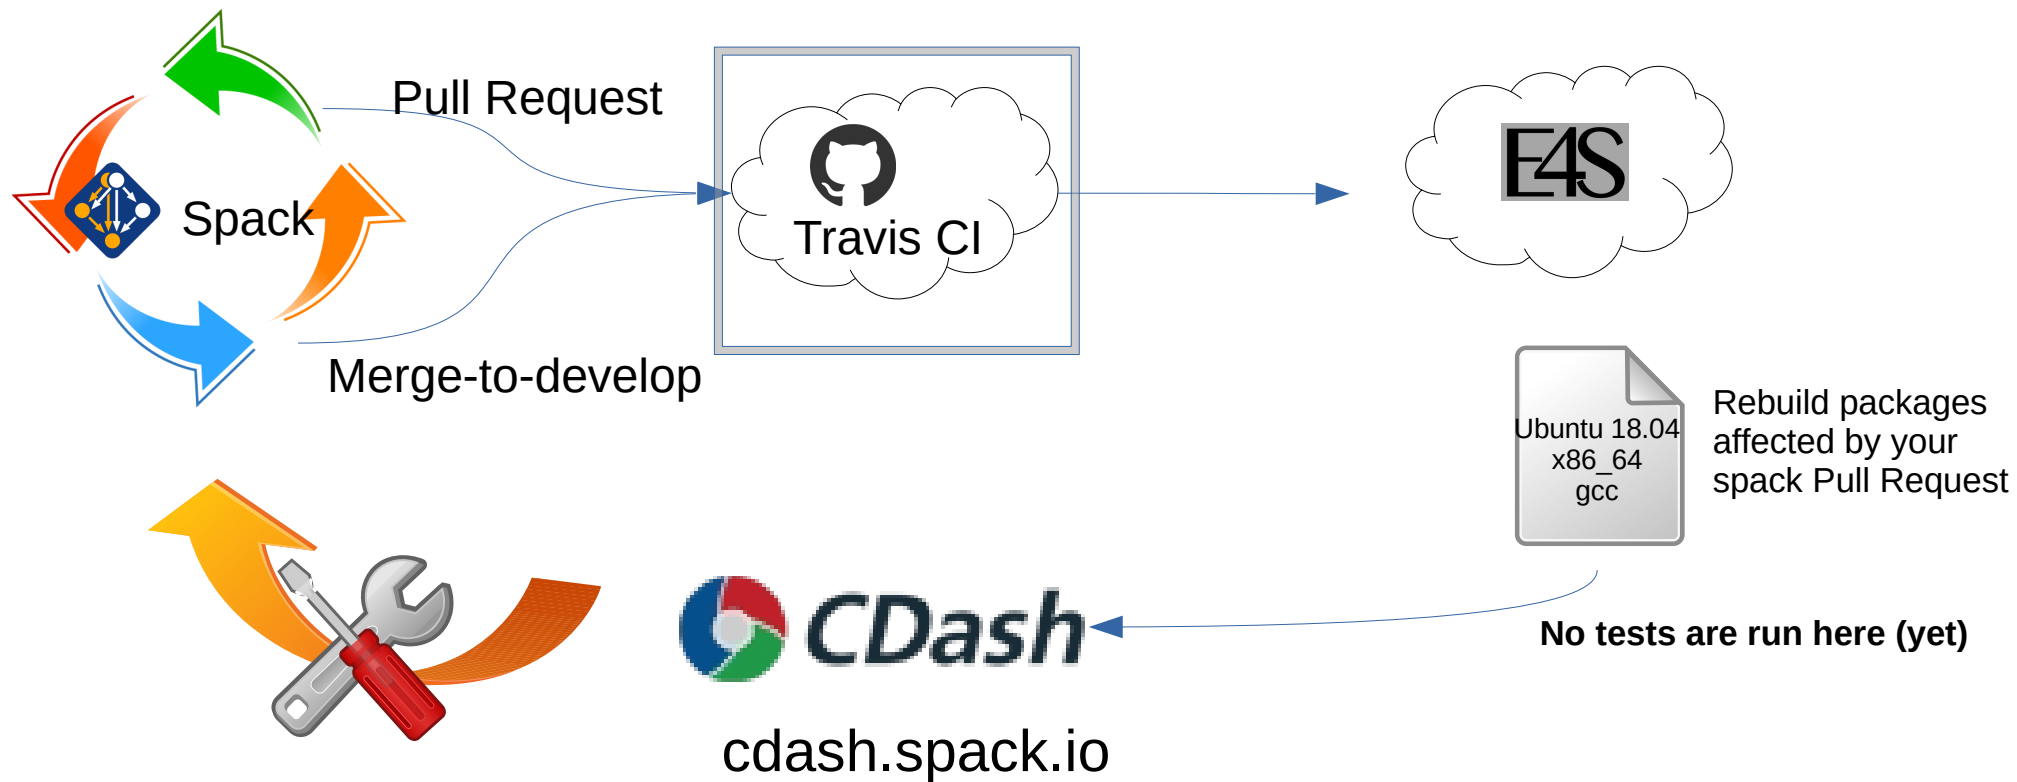 Pull Request
Spack
Travis CI
E4S
Merge-to-develop
Ubuntu 18.04
x86_64
gcc
Rebuild packages
affected by your
spack Pull Request
No tests are run here (yet)
CDash
cdash.spack.io